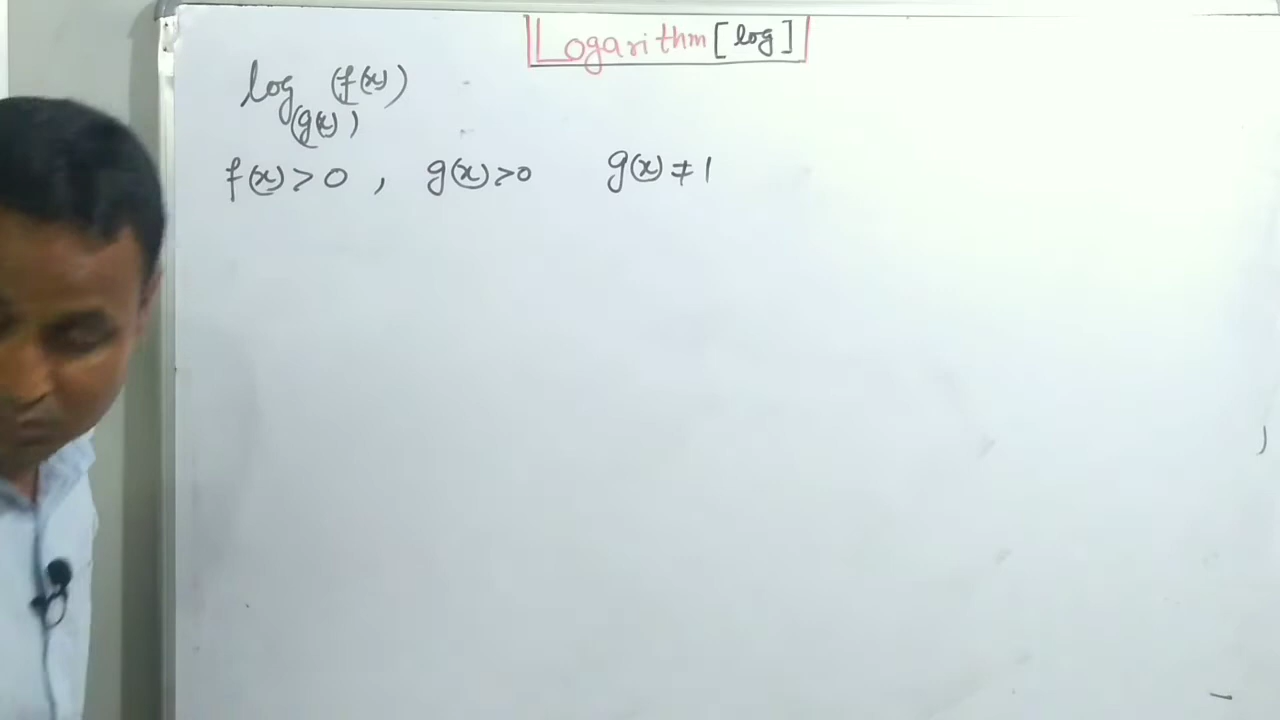 Logarithm [log]
log (f(x))
(g(x))
f(x) > 0 , g(x) > 0 g(x) ≠ 1